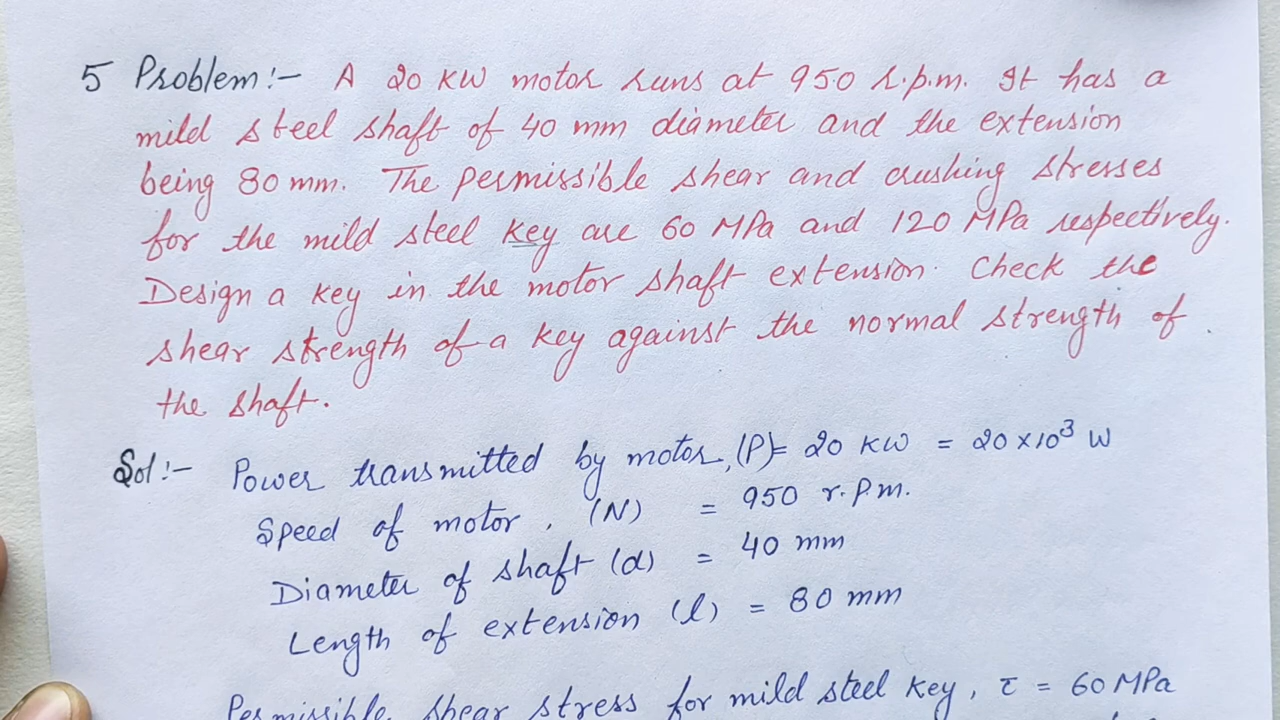 5 Problem:- A 20 KW motor runs at 950 r.p.m. It has a
mild steel shaft of 40 mm diameter and the extension
being 80 mm. The permissible shear and crushing stresses
for the mild steel key are 60 MPa and 120 MPa respectively.
Design a key in the motor shaft extension. Check the
shear strength of a key against the normal strength of
the shaft.
Sol:- Power transmitted by motor, (P) = 20 KW = 20 x 10³ W
Speed of motor, (N) = 950 r.p.m.
Diameter of shaft (d) = 40 mm
Length of extension (l) = 80 mm
Permissible shear stress for mild steel key, τ = 60 MPa